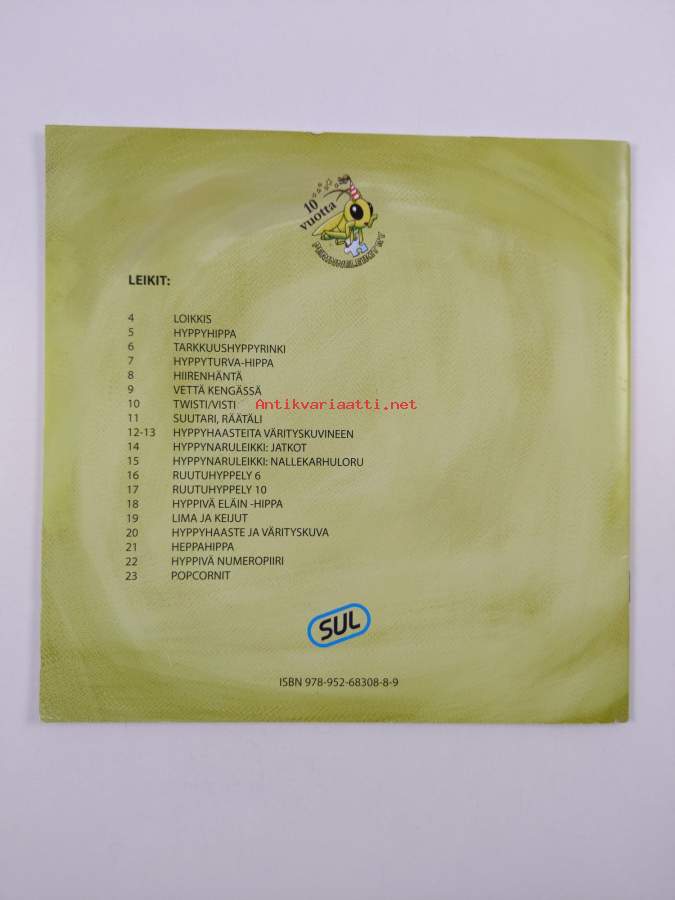 10
vuotta
LEIKIT:
4 LOIKKIS
5 HYPPYHIPPA
6 TARKKUUSHYPPYRINKI
7 HYPPYTURVA-HIPPA
8 HIIRENHÄNTÄ
9 VETTÄ KENGÄSSÄ
10 TWISTI/VISTI
Antikvariaatti.net
11 SUUTARI, RÄÄTÄLI
12-13 HYPPYHAASTEITA VÄRITYSKUVINEEN
14 HYPPYNARULEIKKI: JATKOT
15 HYPPYNARULEIKKI: NALLEKARHULORU
16 RUUTUHYPPELY 6
17 RUUTUHYPPELY 10
18 HYPPIVÄ ELÄIN -HIPPA
19 LIMA JA KEIJUT
20 HYPPYHAASTE JA VÄRITYSKUVA
21 HEPPAHIPPA
22 HYPPIVÄ NUMEROPIIRI
23 POPCORNIT
SUL
ISBN 978-952-68308-8-9